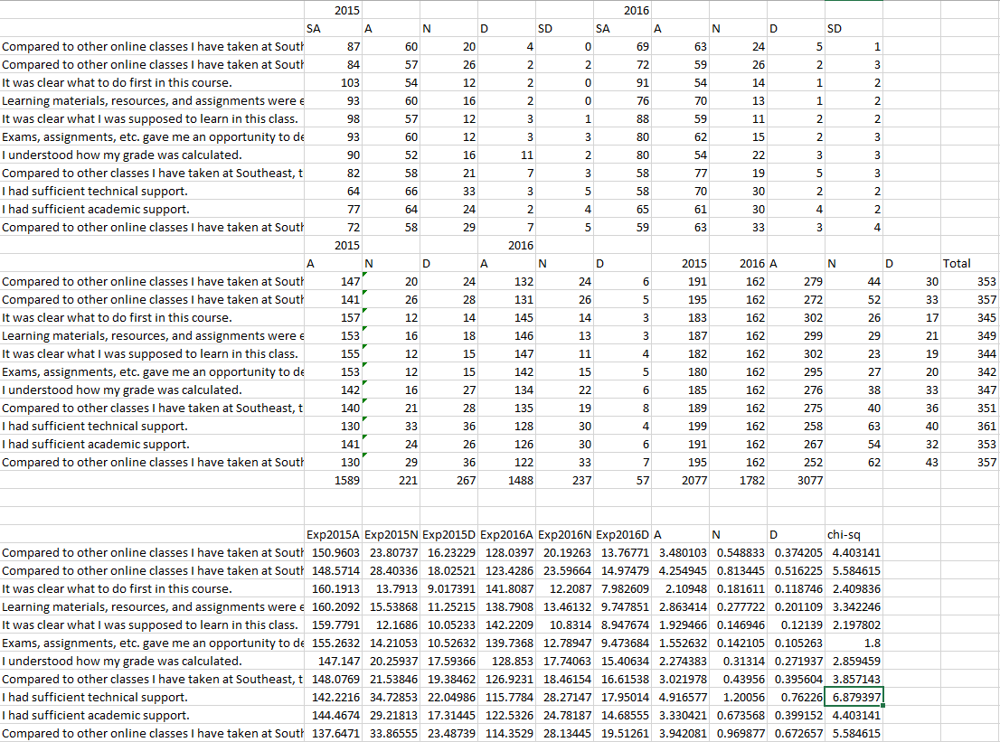 2015 2016
SA A N D SD SA A N D SD
Compared to other online classes I have taken at South 87 60 20 4 0 69 63 24 5 1
Compared to other online classes I have taken at South 84 57 26 2 2 72 59 26 2 3
It was clear what to do first in this course. 103 54 12 2 0 91 54 14 1 2
Learning materials, resources, and assignments were e 93 60 16 2 0 76 70 13 1 2
It was clear what I was supposed to learn in this class. 98 57 12 3 1 88 59 11 2 2
Exams, assignments, etc. gave me an opportunity to de 93 60 12 3 3 80 62 15 2 3
I understood how my grade was calculated. 90 52 16 11 2 80 54 22 3 3
Compared to other classes I have taken at Southeast, t 82 58 21 7 3 58 77 19 5 3
I had sufficient technical support. 64 66 33 3 5 58 70 30 2 2
I had sufficient academic support. 77 64 24 2 4 65 61 30 4 2
Compared to other online classes I have taken at South 72 58 29 7 5 59 63 33 3 4
2015 2016
A N D A N D 2015 2016 A N D Total
Compared to other online classes I have taken at South 147 20 24 132 24 6 191 162 279 44 30 353
Compared to other online classes I have taken at South 141 26 28 131 26 5 195 162 272 52 33 357
It was clear what to do first in this course. 157 12 14 145 14 3 183 162 302 26 17 345
Learning materials, resources, and assignments were e 153 16 18 146 13 3 187 162 299 29 21 349
It was clear what I was supposed to learn in this class. 155 12 15 147 11 4 182 162 302 23 19 344
Exams, assignments, etc. gave me an opportunity to de 153 12 15 142 15 5 180 162 295 27 20 342
I understood how my grade was calculated. 142 16 27 134 22 6 185 162 276 38 33 347
Compared to other classes I have taken at Southeast, t 140 21 28 135 19 8 189 162 275 40 36 351
I had sufficient technical support. 130 33 36 128 30 4 199 162 258 63 40 361
I had sufficient academic support. 141 24 26 126 30 6 191 162 267 54 32 353
Compared to other online classes I have taken at South 130 29 36 122 33 7 195 162 252 62 43 357
1589 221 267 1488 237 57 2077 1782 3077
Exp2015A Exp2015N Exp2015D Exp2016A Exp2016N Exp2016D A N D chi-sq
Compared to other online classes I have taken at South 150.9603 23.80737 16.23229 128.0397 20.19263 13.76771 3.480103 0.548833 0.374205 4.403141
Compared to other online classes I have taken at South 148.5714 28.40336 18.02521 123.4286 23.59664 14.97479 4.254945 0.813445 0.516225 5.584615
It was clear what to do first in this course. 160.1913 13.7913 9.017391 141.8087 12.2087 7.982609 2.10948 0.181611 0.118746 2.409836
Learning materials, resources, and assignments were e 160.2092 15.53868 11.25215 138.7908 13.46132 9.747851 2.863414 0.277722 0.201109 3.342246
It was clear what I was supposed to learn in this class. 159.7791 12.1686 10.05233 142.2209 10.8314 8.947674 1.929466 0.146946 0.12139 2.197802
Exams, assignments, etc. gave me an opportunity to de 155.2632 14.21053 10.52632 139.7368 12.78947 9.473684 1.552632 0.142105 0.105263 1.8
I understood how my grade was calculated. 147.147 20.25937 17.59366 128.853 17.74063 15.40634 2.274383 0.31314 0.271937 2.859459
Compared to other classes I have taken at Southeast, t 148.0769 21.53846 19.38462 126.9231 18.46154 16.61538 3.021978 0.43956 0.395604 3.857143
I had sufficient technical support. 142.2216 34.72853 22.04986 115.7784 28.27147 17.95014 4.916577 1.20056 0.76226 6.879397
I had sufficient academic support. 144.4674 29.21813 17.31445 122.5326 24.78187 14.68555 3.330421 0.673568 0.399152 4.403141
Compared to other online classes I have taken at South 137.6471 33.86555 23.48739 114.3529 28.13445 19.51261 3.942081 0.969877 0.672657 5.584615